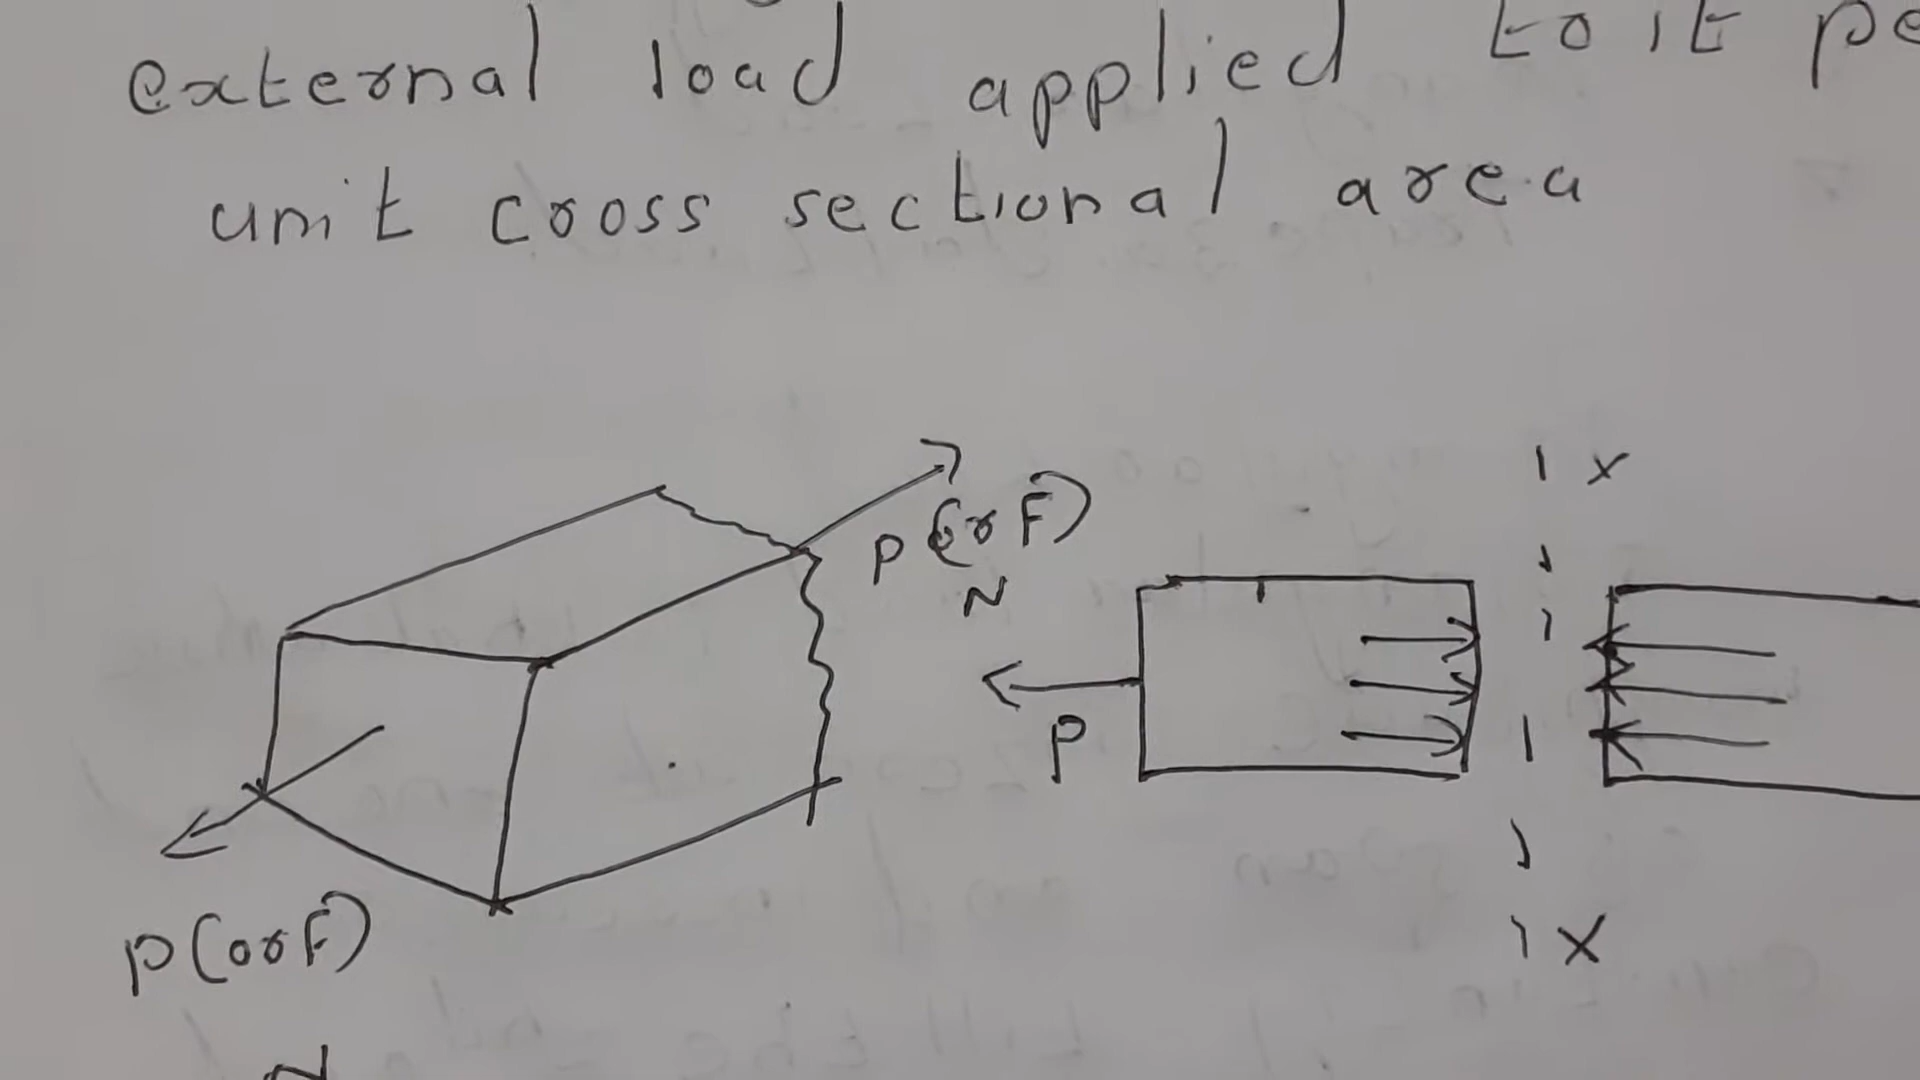 external load applied to it pe
unit cross sectional area
P(or F)
N
P
P(or F)
N
X
X